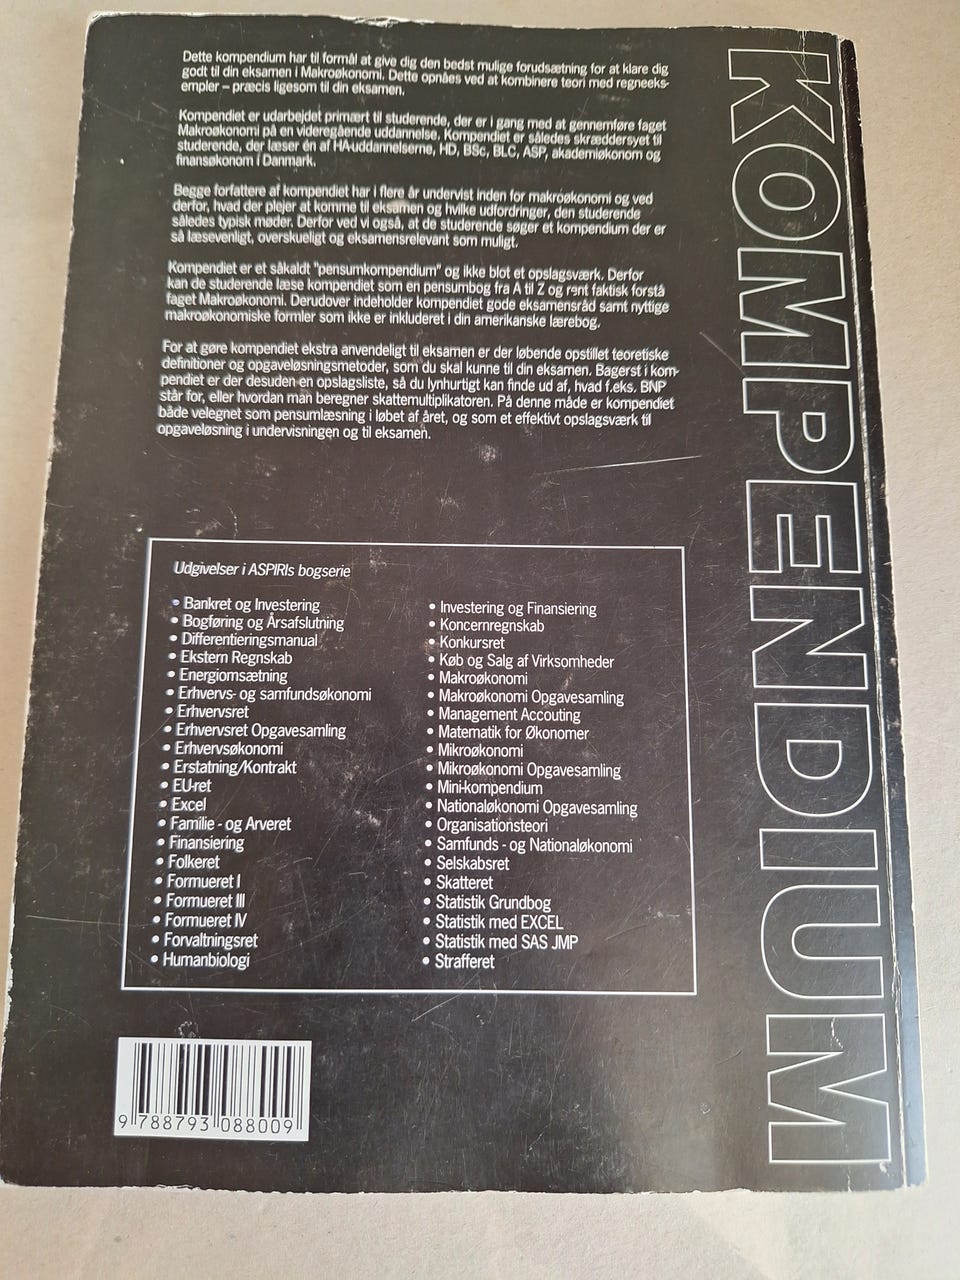 Dette kompendium har til formål at give dig den bedst mulige forudsætning for at klare dig
godt til din eksamen i Makroøkonomi. Dette opnåes ved at kombinere teori med regneeks-
empler – præcis ligesom til din eksamen.
Kompendiet er udarbejdet primært til studerende, der er i gang med at gennemføre faget
Makroøkonomi på en videregående uddannelse. Kompendiet er således skræddersyet til
studerende, der læser én af HA-uddannelserne, HD, BSc, BLC, ASP, akademiøkonom og
finansøkonom i Danmark.
Begge forfattere af kompendiet har i flere år undervist inden for makroøkonomi og ved
derfor, hvad der plejer at komme til eksamen og hvilke udfordringer, den studerende
således typisk møder. Derfor ved vi også, at de studerende søger et kompendium der er
så læsevenligt, overskueligt og eksamensrelevant som muligt.
Kompendiet er et såkaldt "pensumkompendium" og ikke blot et opslagsværk. Derfor
kan de studerende læse kompendiet som en pensumbog fra A til Z og rent faktisk forstå
faget Makroøkonomi. Derudover indeholder kompendiet gode eksamensråd samt nyttige
makroøkonomiske formler som ikke er inkluderet i din amerikanske lærebog.
For at gøre kompendiet ekstra anvendeligt til eksamen er der løbende opstillet teoretiske
definitioner og opgaveløsningsmetoder, som du skal kunne til din eksamen. Bagerst i kom-
pendiet er der desuden en opslagsliste, så du lynhurtigt kan finde ud af, hvad f.eks. BNP
står for, eller hvordan man beregner skattemultiplikatoren. På denne måde er kompendiet
både velegnet som pensumlæsning i løbet af året, og som et effektivt opslagsværk til
opgaveløsning i undervisningen og til eksamen.
Udgivelser i ASPIRIs bogserie
• Bankret og Investering
• Bogføring og Årsafslutning
• Differentieringsmanual
• Ekstern Regnskab
• Energiomsætning
• Erhvervs- og samfundsøkonomi
• Erhvervsret
• Erhvervsret Opgavesamling
• Erhvervsøkonomi
• Erstatning/Kontrakt
• EU-ret
• Excel
• Familie - og Arveret
• Finansiering
• Folkeret
• Formueret I
• Formueret III
• Formueret IV
• Forvaltningsret
• Humanbiologi
• Investering og Finansiering
• Koncernregnskab
• Konkursret
• Køb og Salg af Virksomheder
• Makroøkonomi
• Makroøkonomi Opgavesamling
• Management Accouting
• Matematik for Økonomer
• Mikroøkonomi
• Mikroøkonomi Opgavesamling
• Mini-kompendium
• Nationaløkonomi Opgavesamling
• Organisationsteori
• Samfunds - og Nationaløkonomi
• Selskabsret
• Skatteret
• Statistik Grundbog
• Statistik med EXCEL
• Statistik med SAS JMP
• Strafferet
9 788793 088009
KOMPENDIUM